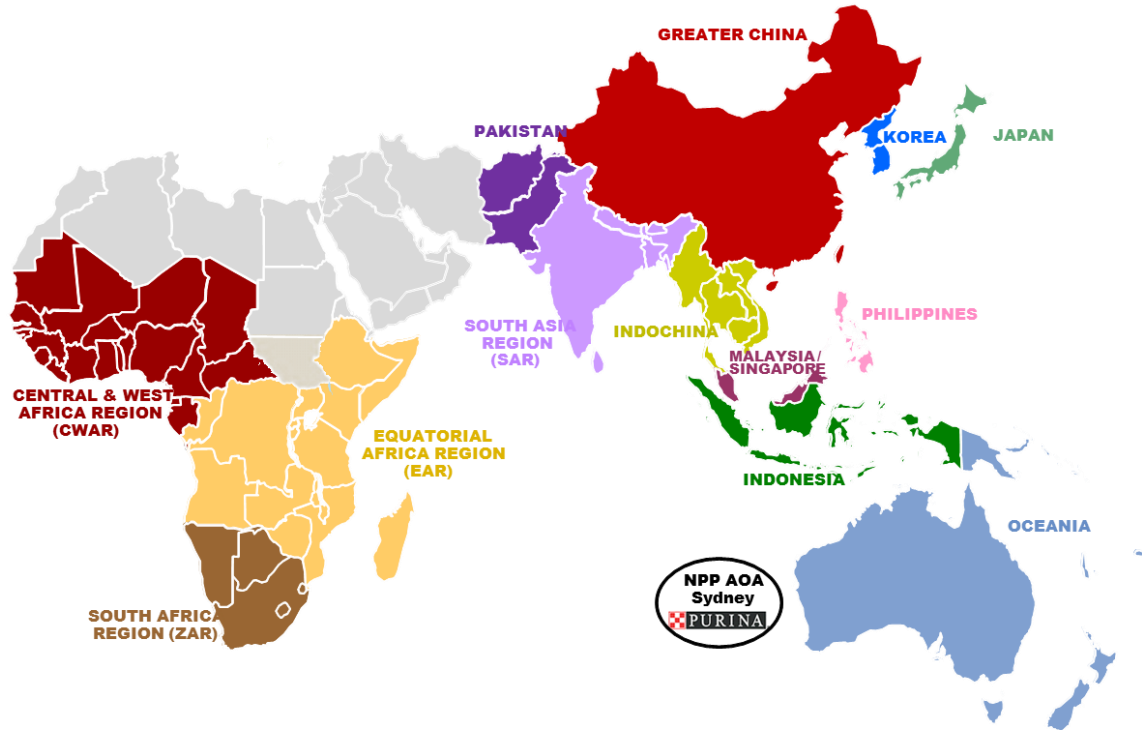 GREATER CHINA
PAKISTAN
KOREA
JAPAN
PHILIPPINES
SOUTH ASIA
REGION
(SAR)
INDOCHINA
MALAYSIA/
SINGAPORE
CENTRAL & WEST
AFRICA REGION
(CWAR)
EQUATORIAL
AFRICA REGION
(EAR)
INDONESIA
OCEANIA
NPP AOA
Sydney
PURINA
SOUTH AFRICA
REGION (ZAR)